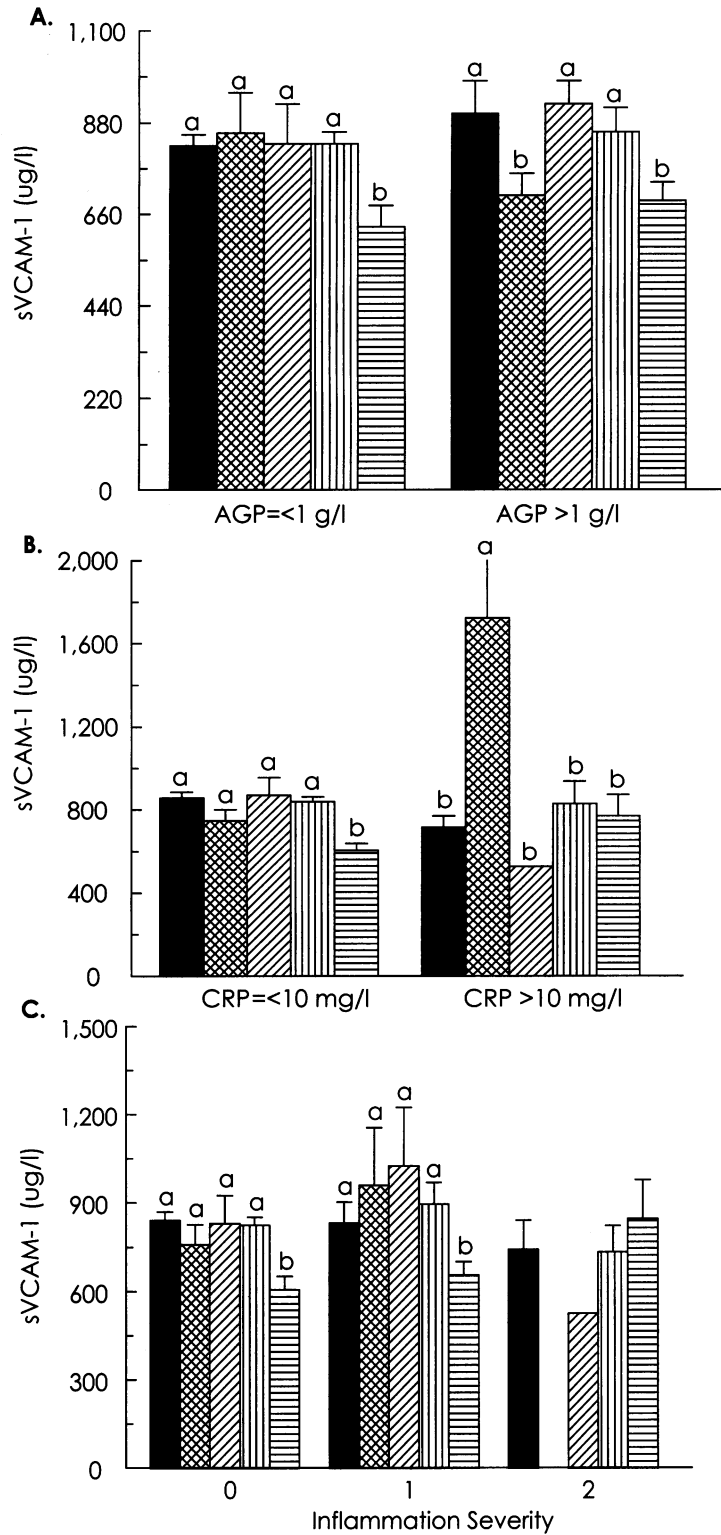 A.
1,100
880
660
440
220
0
sVCAM-1 (ug/l)
a a a a b
a b a a b
AGP=<1 g/l AGP >1 g/l
B.
2,000
1,600
1,200
800
400
0
sVCAM-1 (ug/l)
a a a a b
b a b b b
CRP=<10 mg/l CRP >10 mg/l
C.
1,500
1,200
900
600
300
0
sVCAM-1 (ug/l)
a a a a b
a a a a b
0 1 2
Inflammation Severity